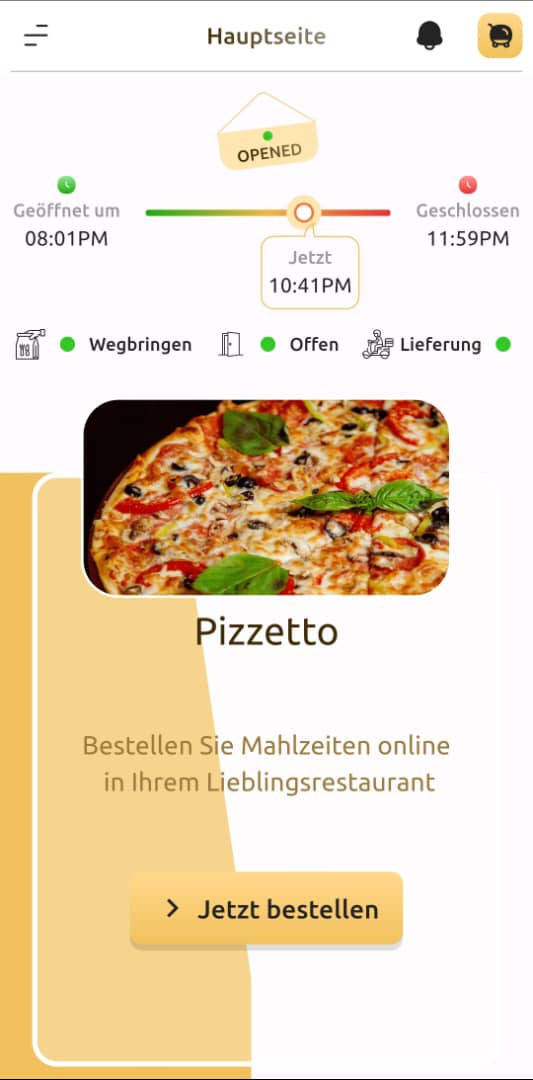 Hauptseite
OPENED
Geöffnet um
08:01PM
Geschlossen
11:59PM
Jetzt
10:41PM
Wegbringen
Offen
Lieferung
Pizzetto
Bestellen Sie Mahlzeiten online
in Ihrem Lieblingsrestaurant
Jetzt bestellen